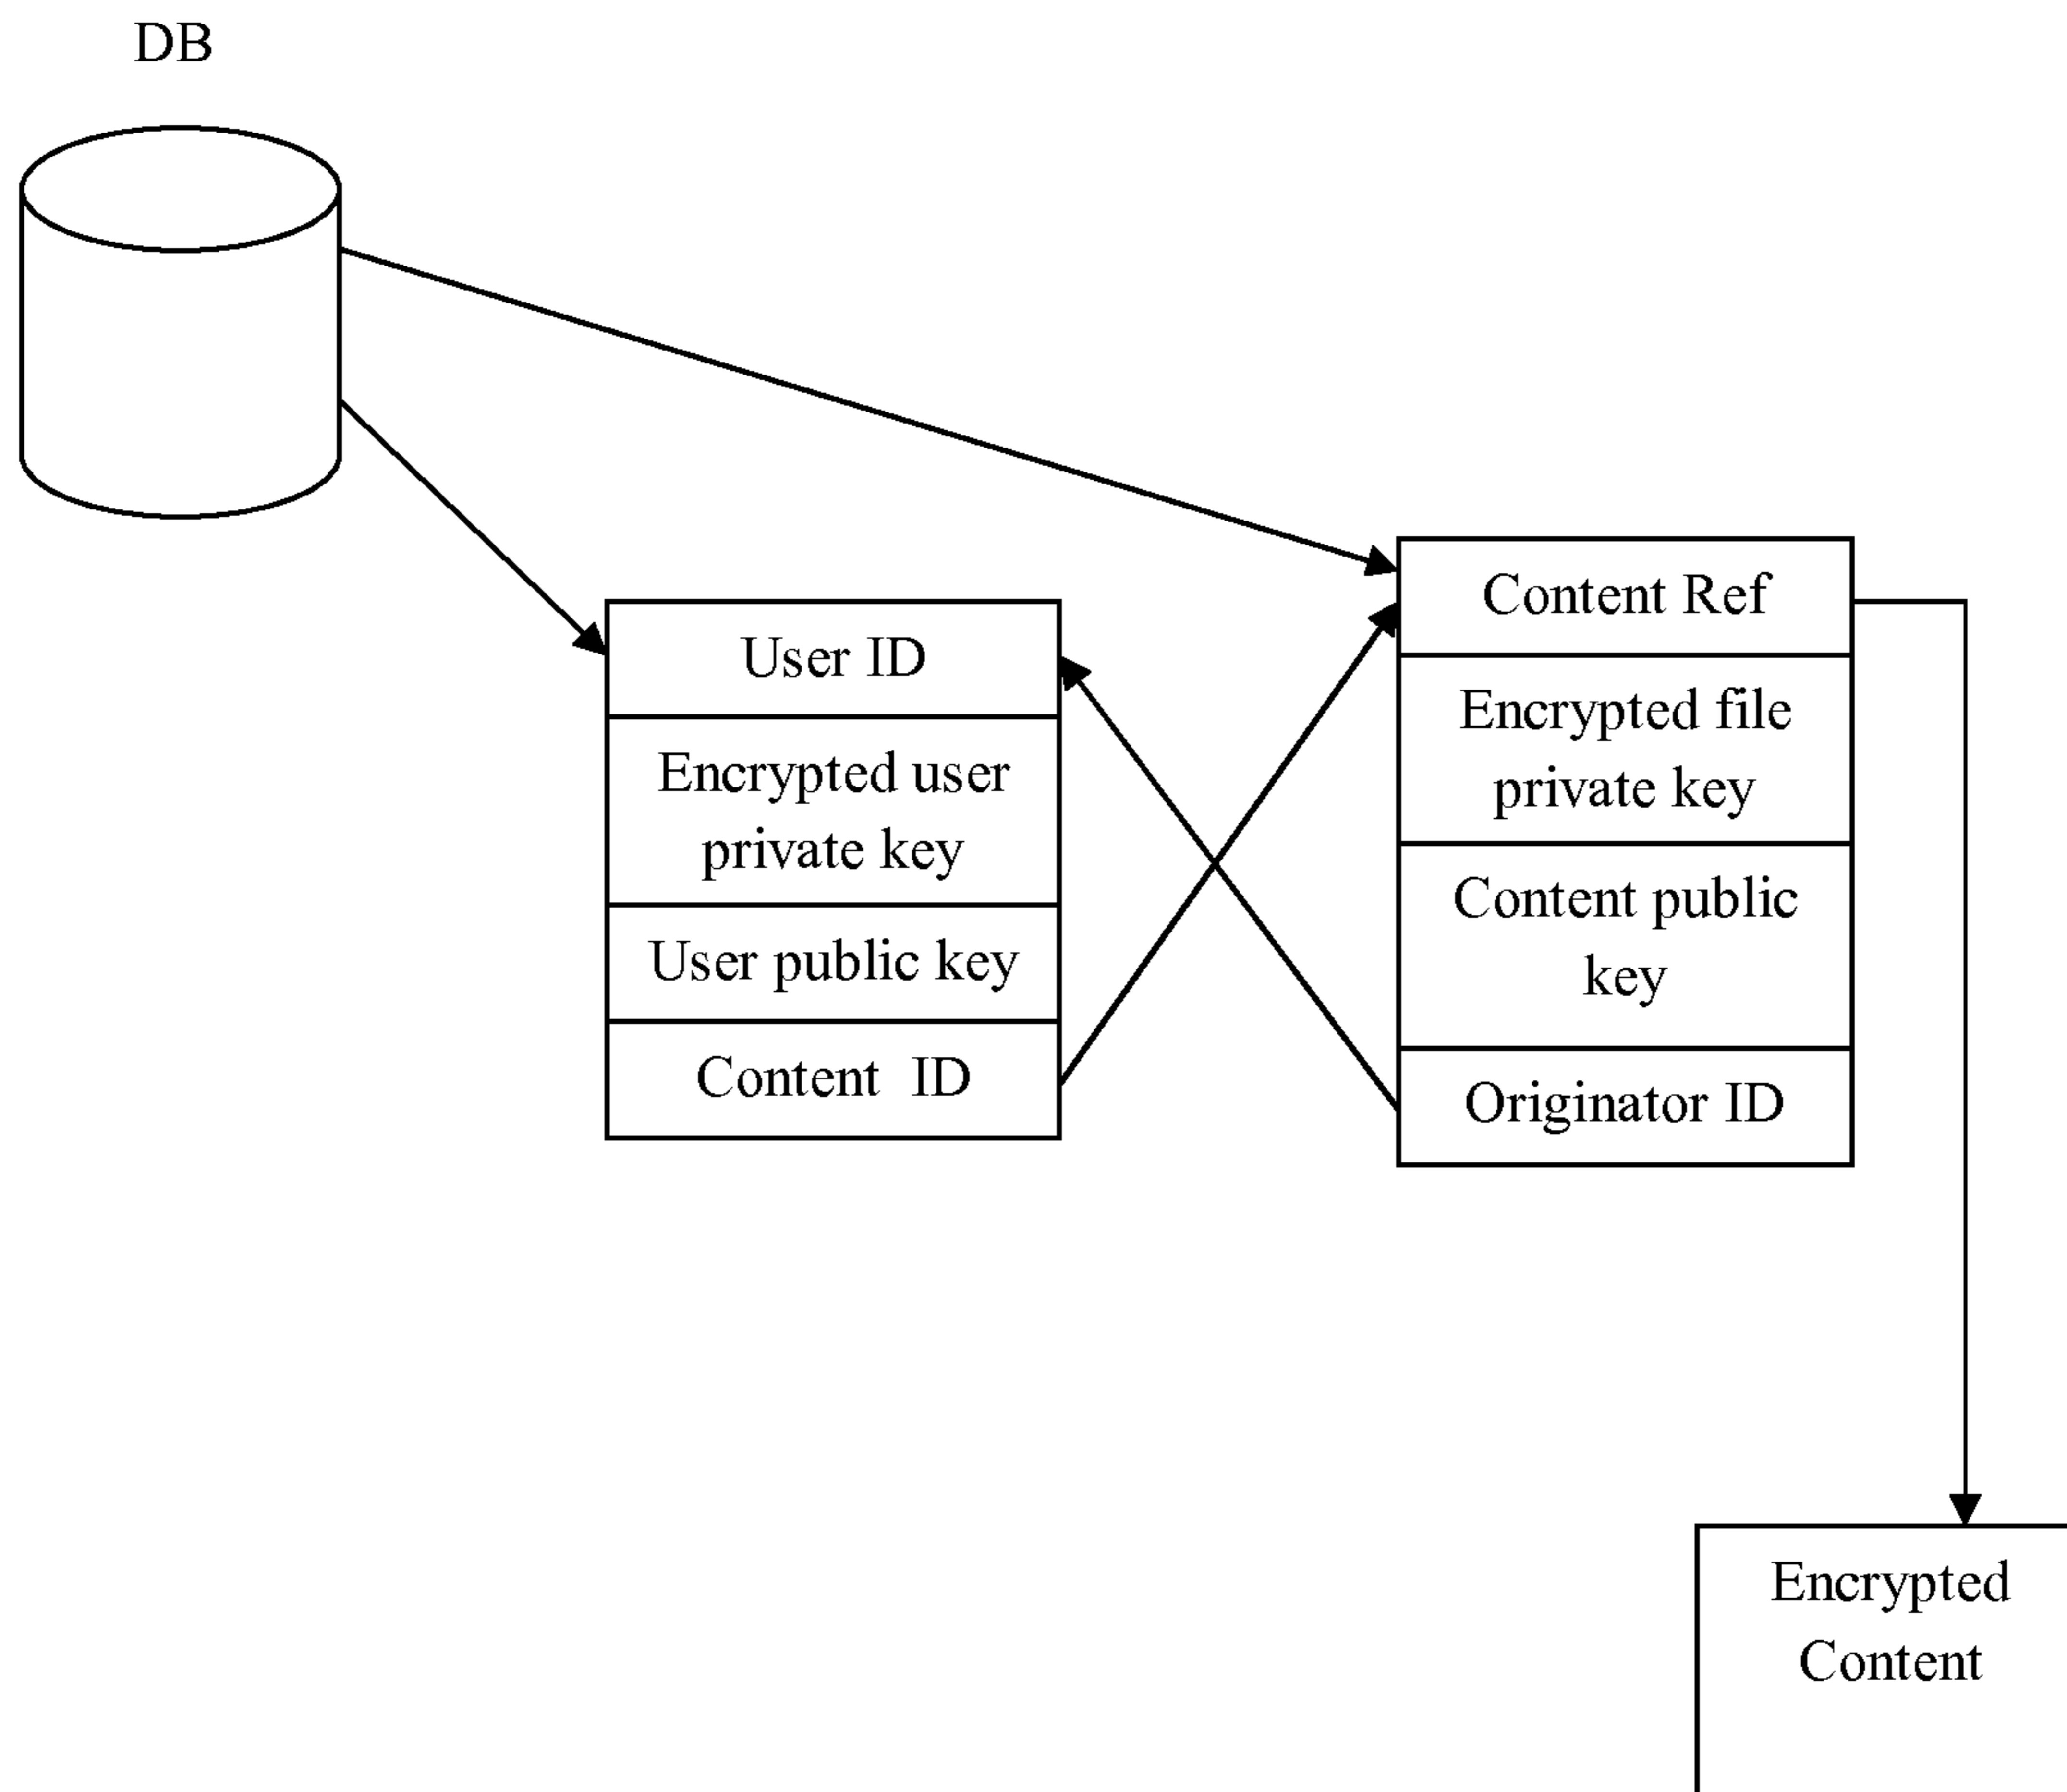 DB
User ID
Encrypted user
private key
User public key
Content ID
Content Ref
Encrypted file
private key
Content public
key
Originator ID
Encrypted
Content